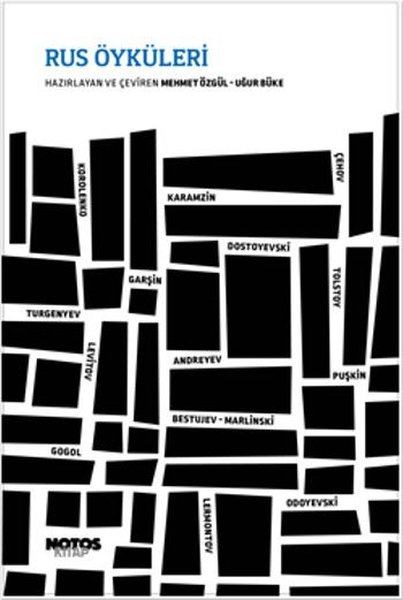 RUS ÖYKÜLERİ
HAZIRLAYAN VE ÇEVİREN MEHMET ÖZGÜL - UĞUR BÜKE
KOROLENKO
ÇEHOV
KARAMZİN
DOSTOYEVSKİ
GARŞİN
TOLSTOY
TURGENYEV
LEVİTOV
ANDREYEV
PUŞKİN
BESTUJEV - MARLİNSKİ
GOGOL
LERMONTOV
ODOYEVSKİ
NOTOS
KİTAP